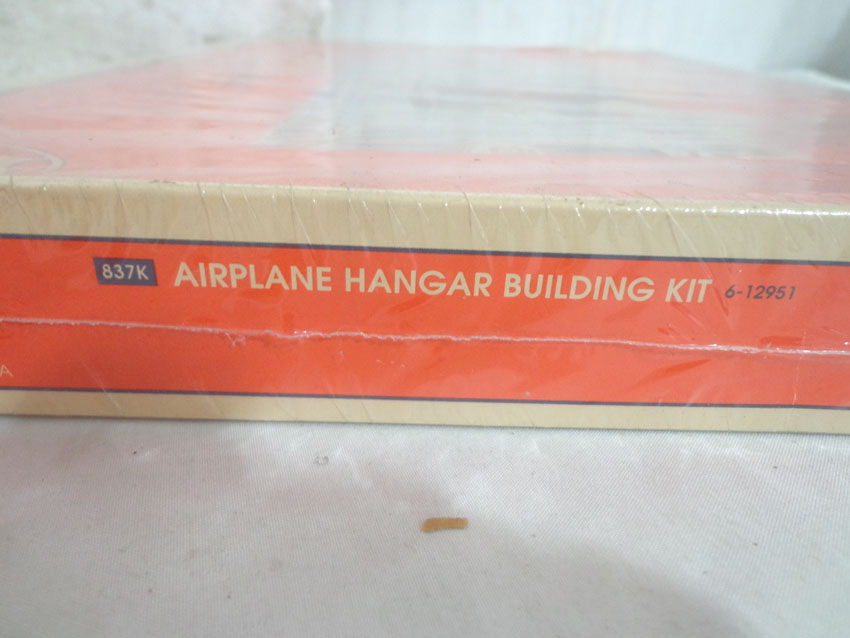 837K AIRPLANE HANGAR BUILDING KIT 6-12951
A